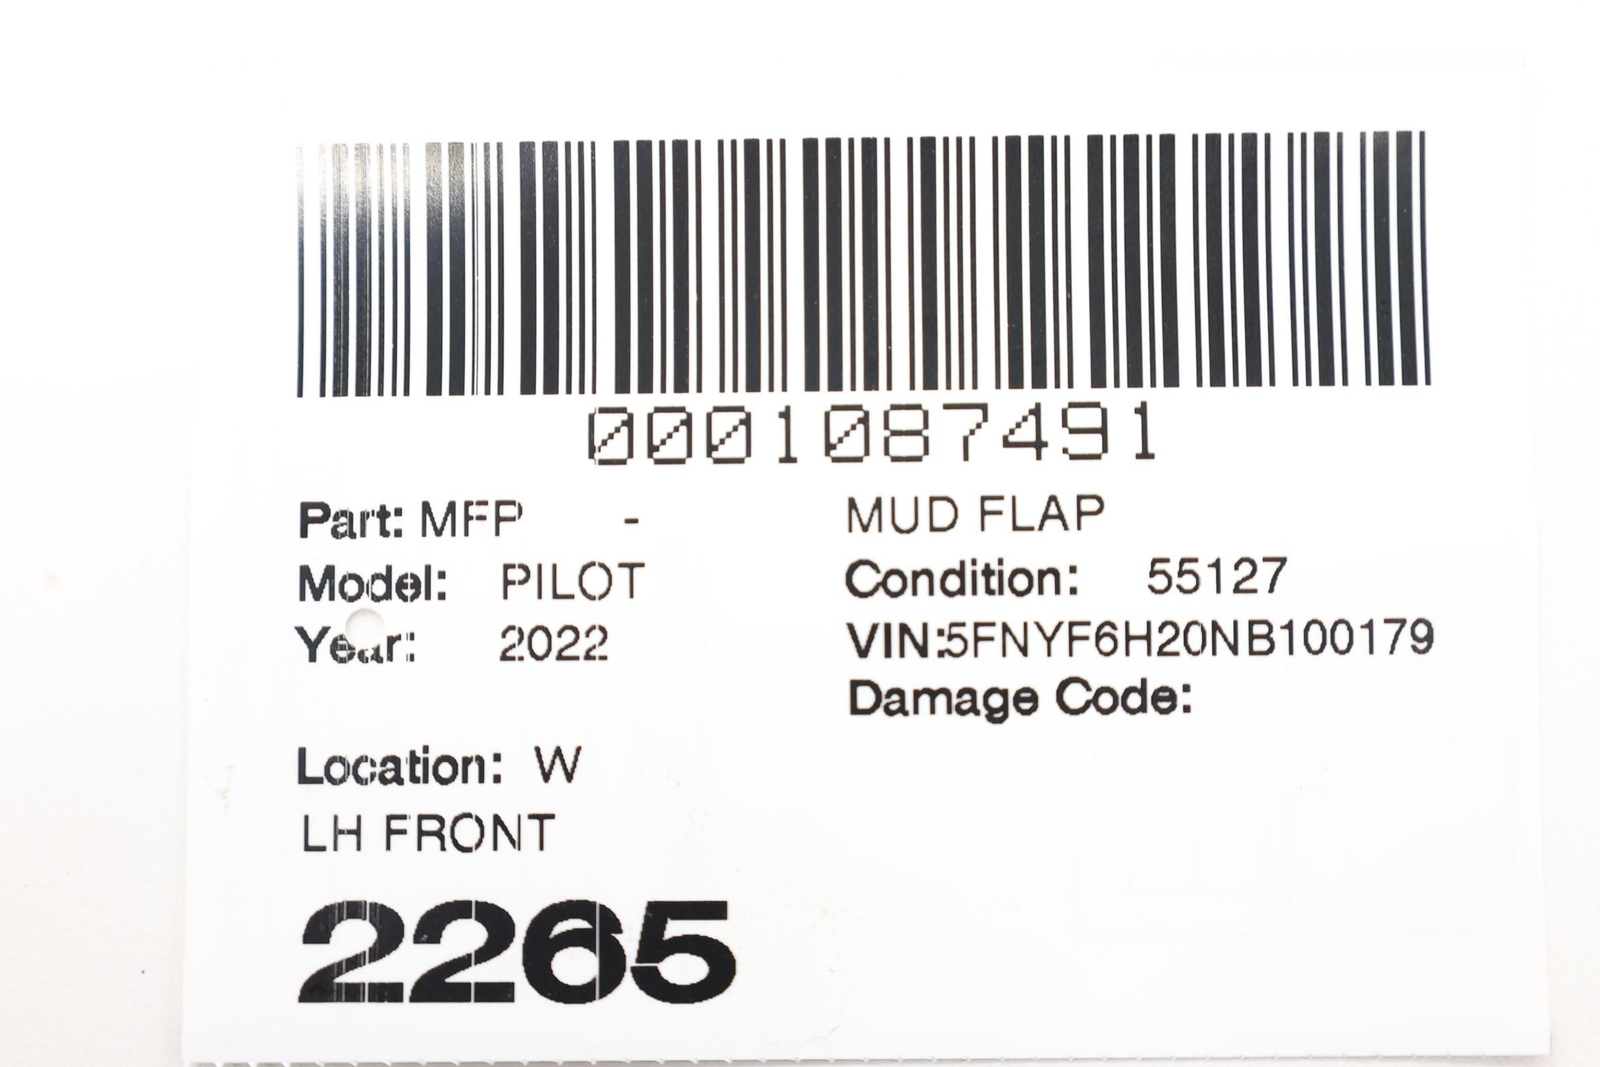 0001087491
Part: MFP - MUD FLAP
Model: PILOT Condition: 55127
Year: 2022 VIN:5FNYF6H20NB100179
Damage Code:
Location: W
LH FRONT
2265